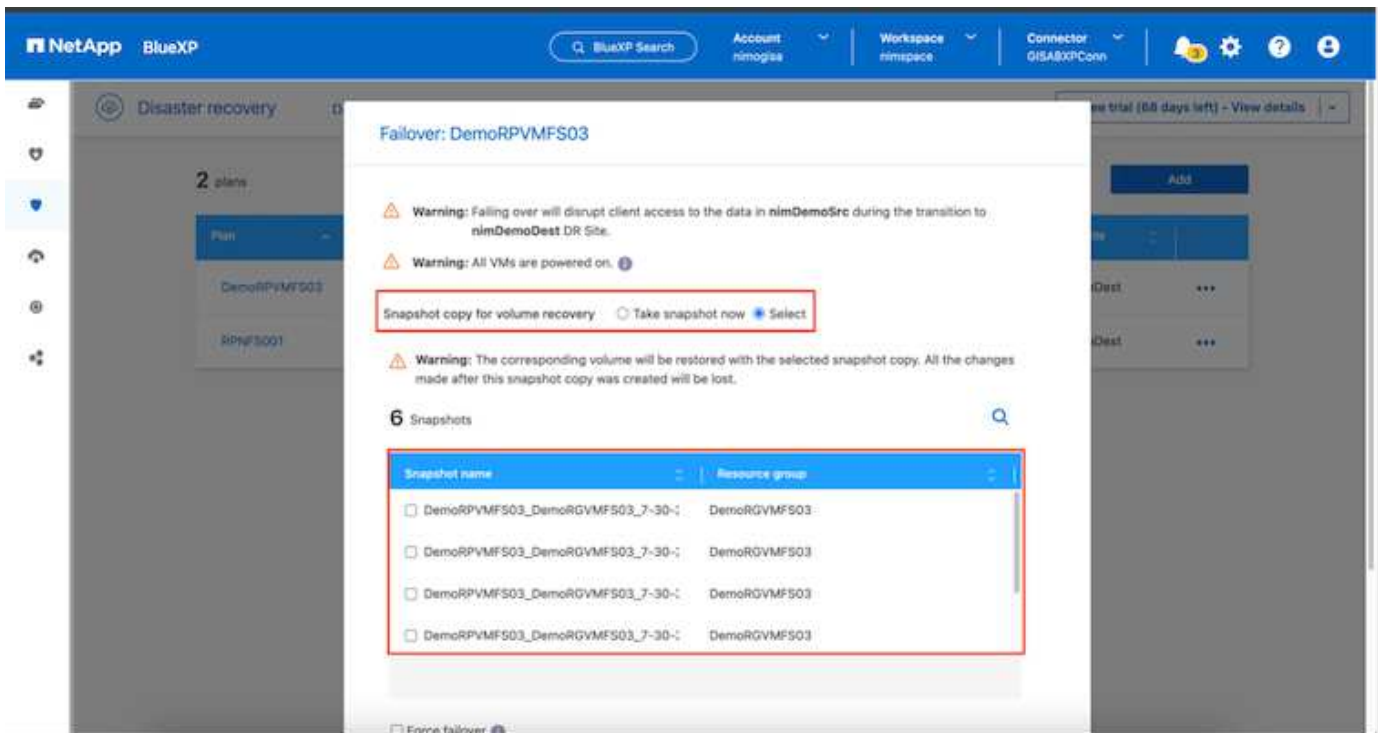 NetApp BlueXP
BlueXP Search
Account
nimogisa
Workspace
nimspace
Connector
GISABXPConn
3
Disaster recovery
ee trial (88 days left) - View details
Failover: DemoRPVMFS03
2 plans
Add
Plan
DemoRPVMFS03
RPNFS001
Dest
Dest
Warning: Failing over will disrupt client access to the data in nimDemoSrc during the transition to
nimDemoDest DR Site.
Warning: All VMs are powered on.
Snapshot copy for volume recovery Take snapshot now Select
Warning: The corresponding volume will be restored with the selected snapshot copy. All the changes
made after this snapshot copy was created will be lost.
6 Snapshots
Snapshot name Resource group
DemoRPVMFS03_DemoRGVMFS03_7-30- DemoRGVMFS03
DemoRPVMFS03_DemoRGVMFS03_7-30- DemoRGVMFS03
DemoRPVMFS03_DemoRGVMFS03_7-30- DemoRGVMFS03
DemoRPVMFS03_DemoRGVMFS03_7-30- DemoRGVMFS03
Force failover